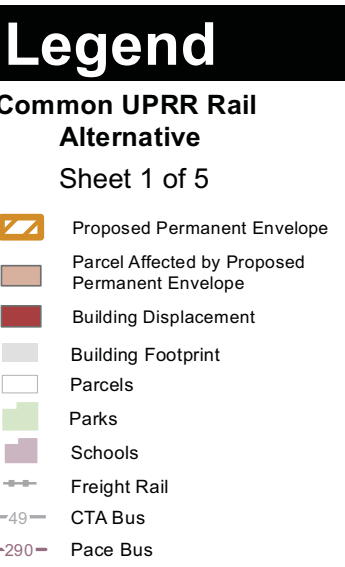 Legend
Common UPRR Rail
Alternative
Sheet 1 of 5
Proposed Permanent Envelope
Parcel Affected by Proposed
Permanent Envelope
Building Displacement
Building Footprint
Parcels
Parks
Schools
Freight Rail
49 CTA Bus
290 Pace Bus